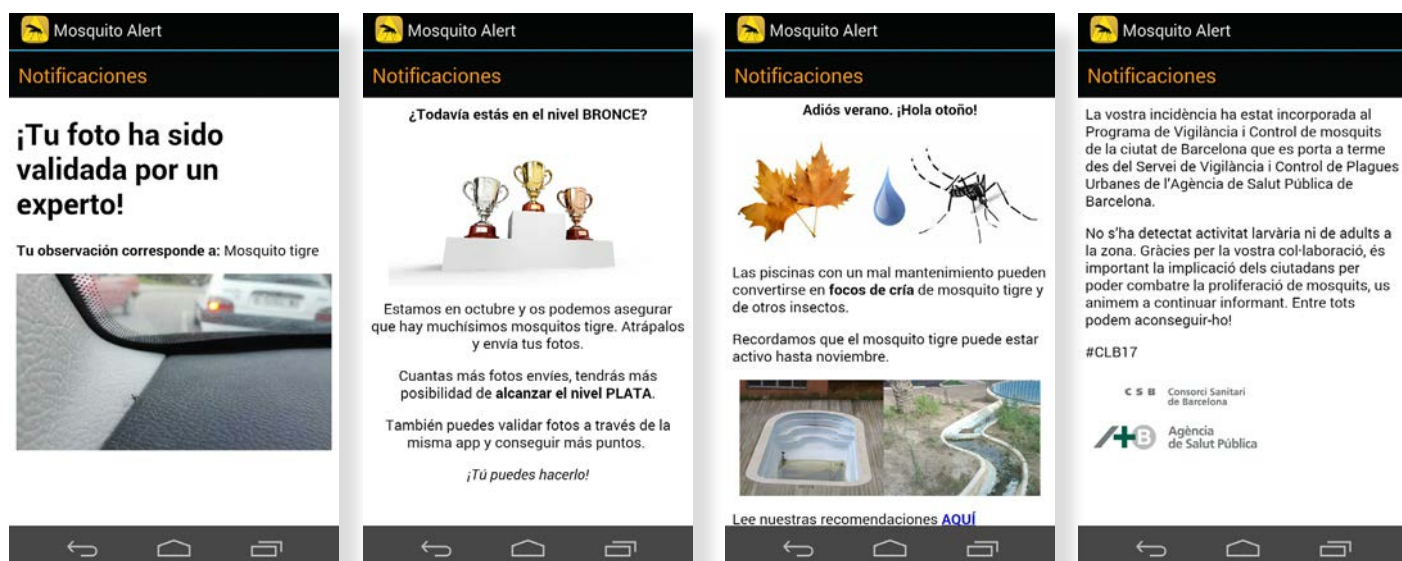 Mosquito Alert
Notificaciones
¡Tu foto ha sido
validada por un
experto!
Tu observación corresponde a: Mosquito tigre
Mosquito Alert
Notificaciones
¿Todavía estás en el nivel BRONCE?
Estamos en octubre y os podemos asegurar
que hay muchísimos mosquitos tigre. Atrápalos
y envía tus fotos.
Cuantas más fotos envíes, tendrás más
posibilidad de alcanzar el nivel PLATA.
También puedes validar fotos a través de la
misma app y conseguir más puntos.
¡Tú puedes hacerlo!
Mosquito Alert
Notificaciones
Adiós verano. ¡Hola otoño!
Las piscinas con un mal mantenimiento pueden
convertirse en focos de cría de mosquito tigre y
de otros insectos.
Recordamos que el mosquito tigre puede estar
activo hasta noviembre.
Lee nuestras recomendaciones AQUÍ
Mosquito Alert
Notificaciones
La vostra incidència ha estat incorporada al
Programa de Vigilància i Control de mosquits
de la ciutat de Barcelona que es porta a terme
des del Servei de Vigilància i Control de Plagues
Urbanes de l'Agència de Salut Pública de
Barcelona.
No s'ha detectat activitat larvària ni de adults a
la zona. Gràcies per la vostra col·laboració, és
important la implicació dels ciutadans per
poder combatre la proliferació de mosquits, us
animem a continuar informant. Entre tots
podem aconseguir-ho!
#CLB17
C S B Consorci Sanitari
de Barcelona
B Agència
de Salut Pública